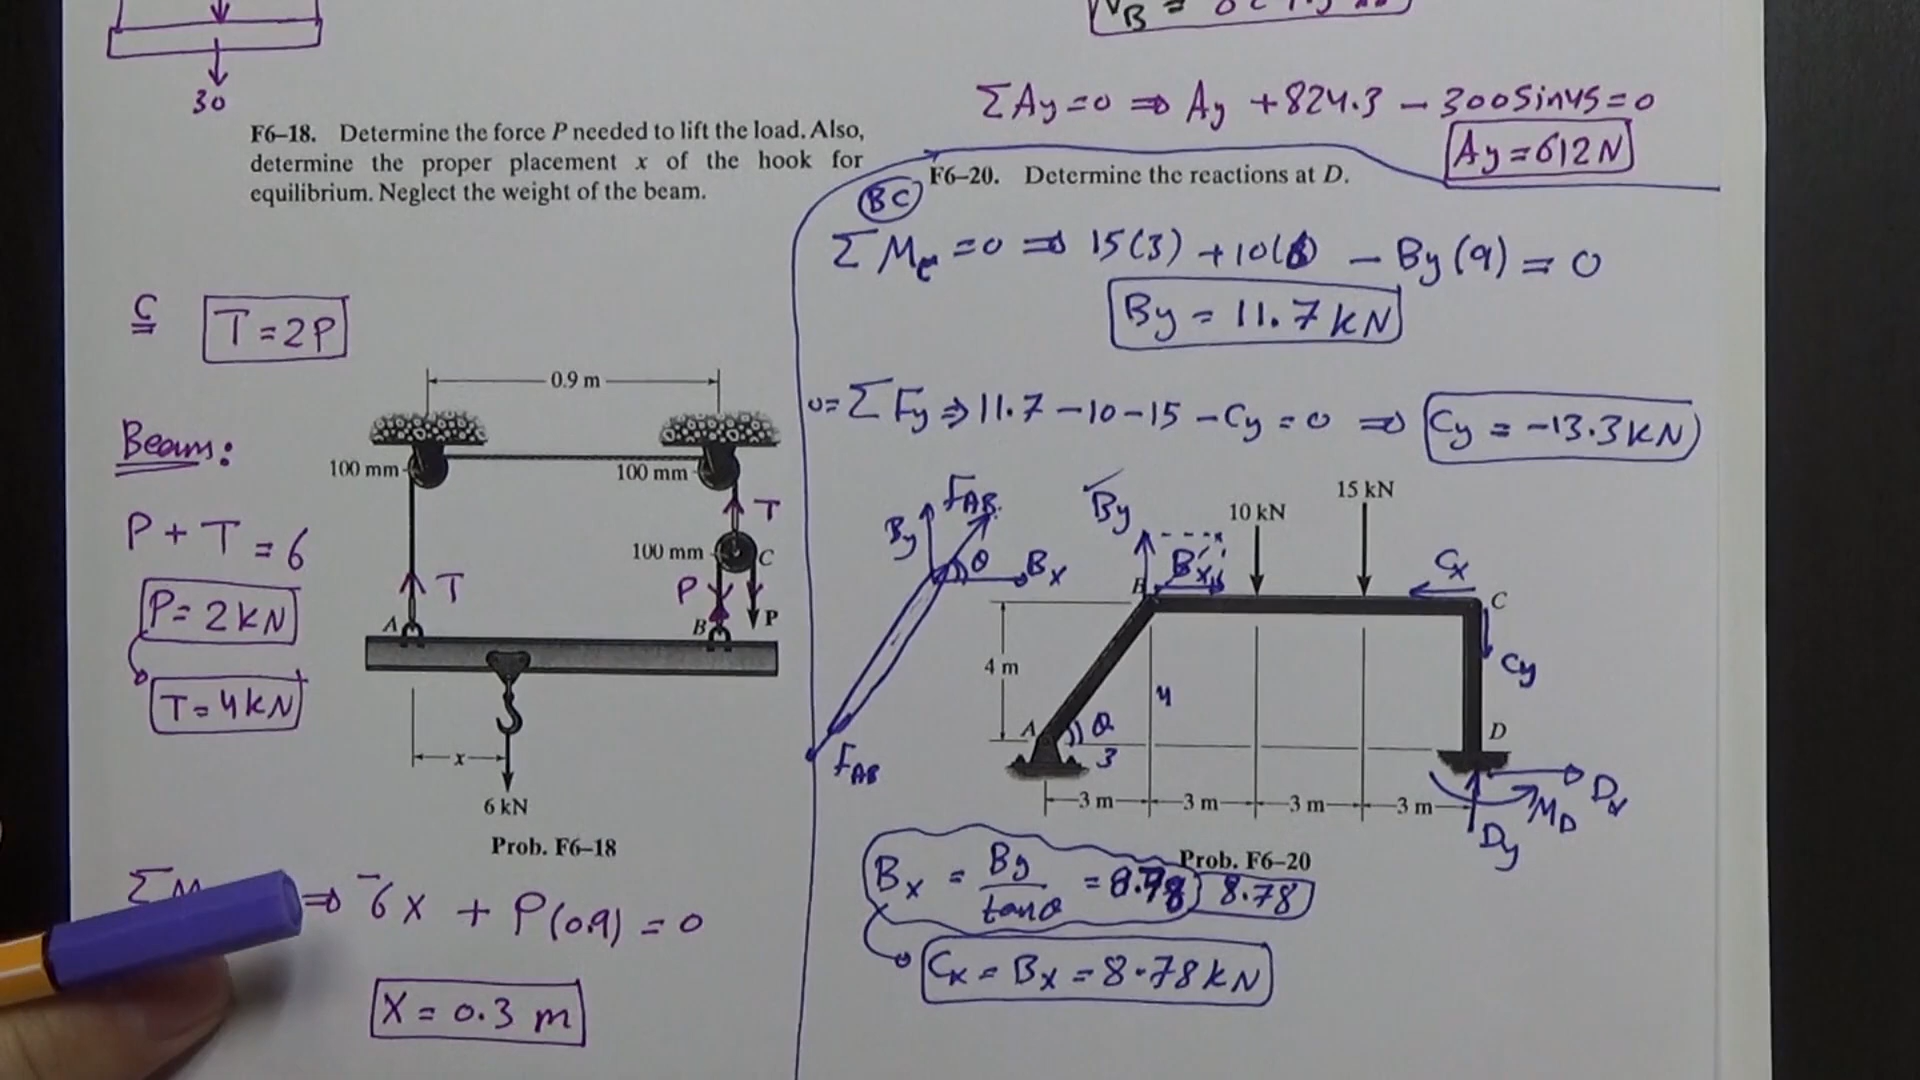 30
F6–18. Determine the force P needed to lift the load. Also,
determine the proper placement x of the hook for
equilibrium. Neglect the weight of the beam.
C
T = 2P
Beam:
P + T = 6
P = 2 kN
T = 4 kN
0.9 m
100 mm
100 mm
100 mm
T
C
T
P
P
A
B
x
6 kN
Prob. F6–18
⇒ -6x + P(0.9) = 0
X = 0.3 m
ΣAy = 0 ⇒ Ay + 824.3 - 300 Sin45 = 0
Ay = 612 N
F6–20. Determine the reactions at D.
BC
ΣMc = 0 ⇒ 15(3) + 10(6) - By(9) = 0
By = 11.7 kN
0 = ΣFy ⇒ 11.7 - 10 - 15 - Cy = 0 ⇒ Cy = -13.3 kN
By
FAB
θ
Bx
FAB
By
Bx
B
10 kN
15 kN
Cx
C
Cy
4 m
4
A
θ
3
D
3 m
3 m
3 m
3 m
Dx
MD
Dy
Prob. F6–20
Bx = By / tanθ = 8.78 8.78
Cx = Bx = 8.78 kN